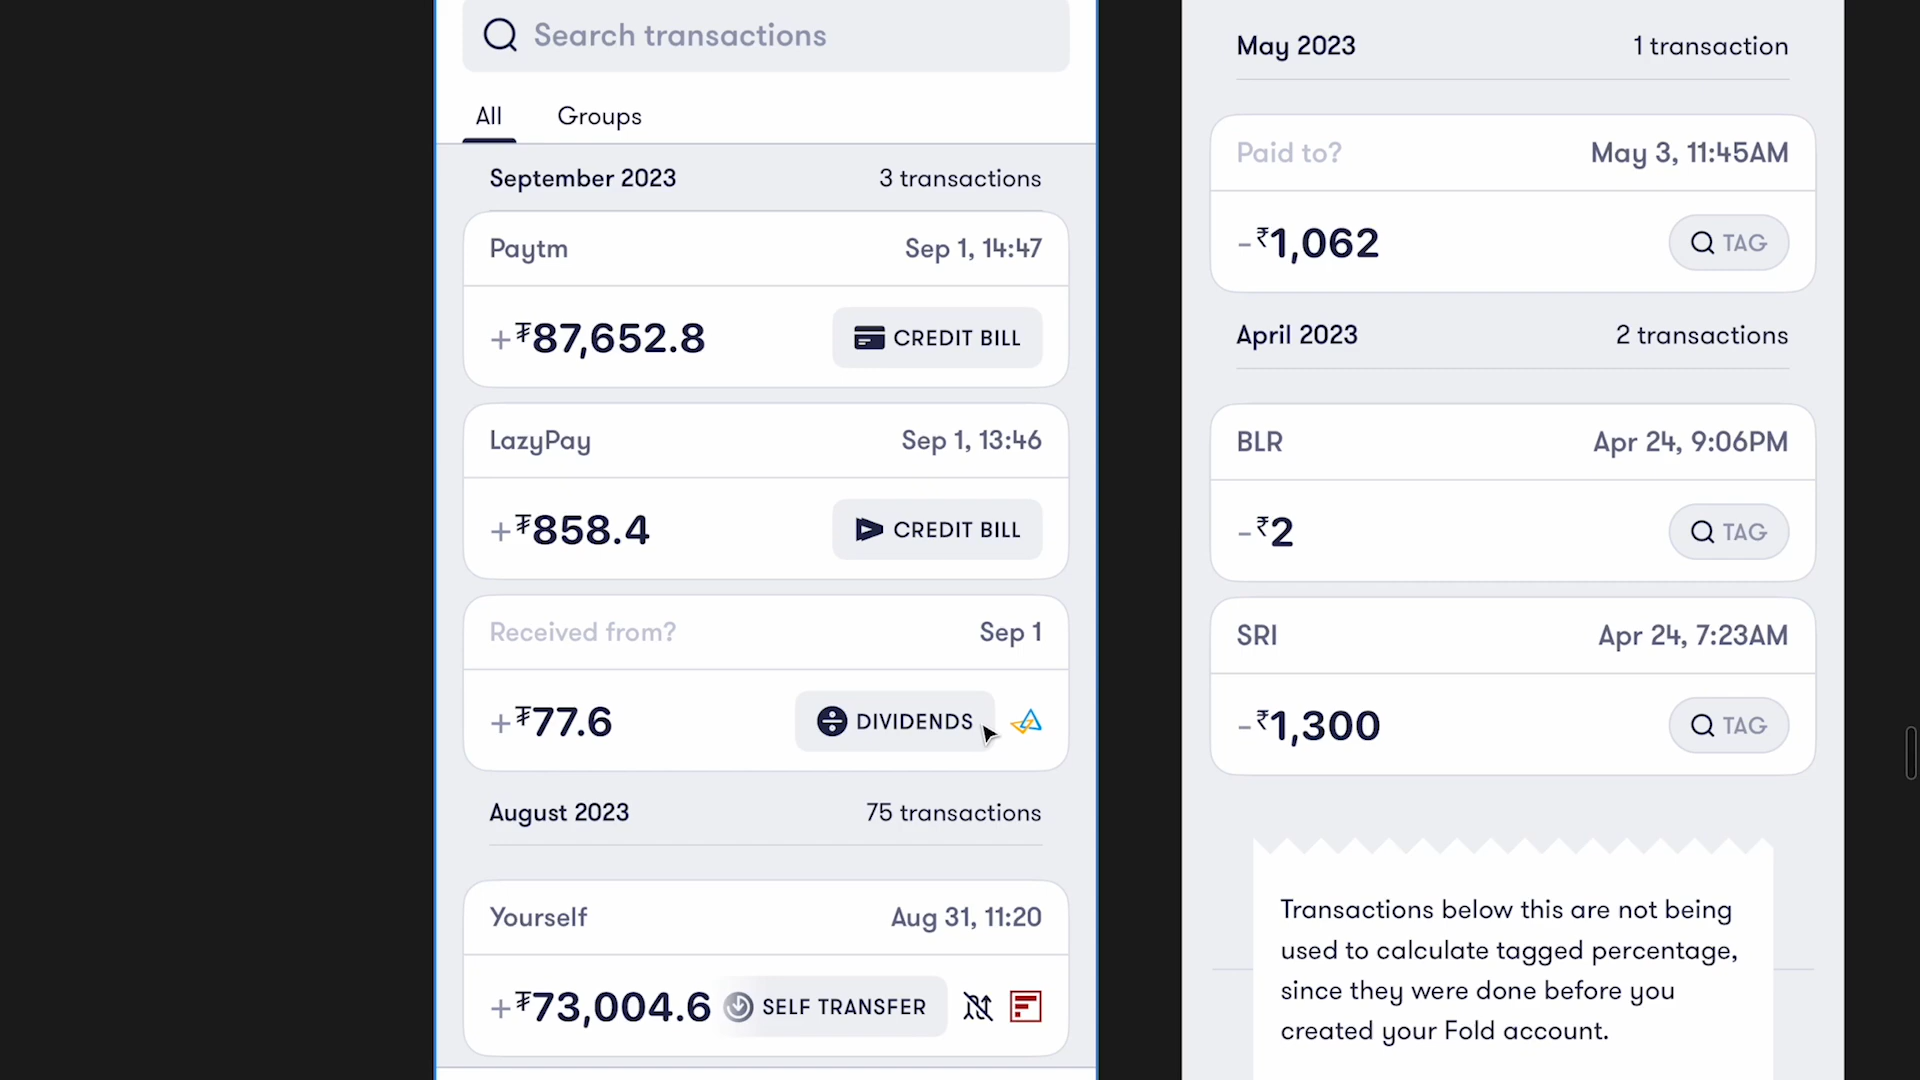 Search transactions
All Groups
September 2023 3 transactions
Paytm Sep 1, 14:47
+₮87,652.8 CREDIT BILL
LazyPay Sep 1, 13:46
+₮858.4 CREDIT BILL
Received from? Sep 1
+₮77.6 DIVIDENDS
August 2023 75 transactions
Yourself Aug 31, 11:20
+₮73,004.6 SELF TRANSFER
May 2023 1 transaction
Paid to? May 3, 11:45AM
-₹1,062 TAG
April 2023 2 transactions
BLR Apr 24, 9:06PM
-₹2 TAG
SRI Apr 24, 7:23AM
-₹1,300 TAG
Transactions below this are not being
used to calculate tagged percentage,
since they were done before you
created your Fold account.